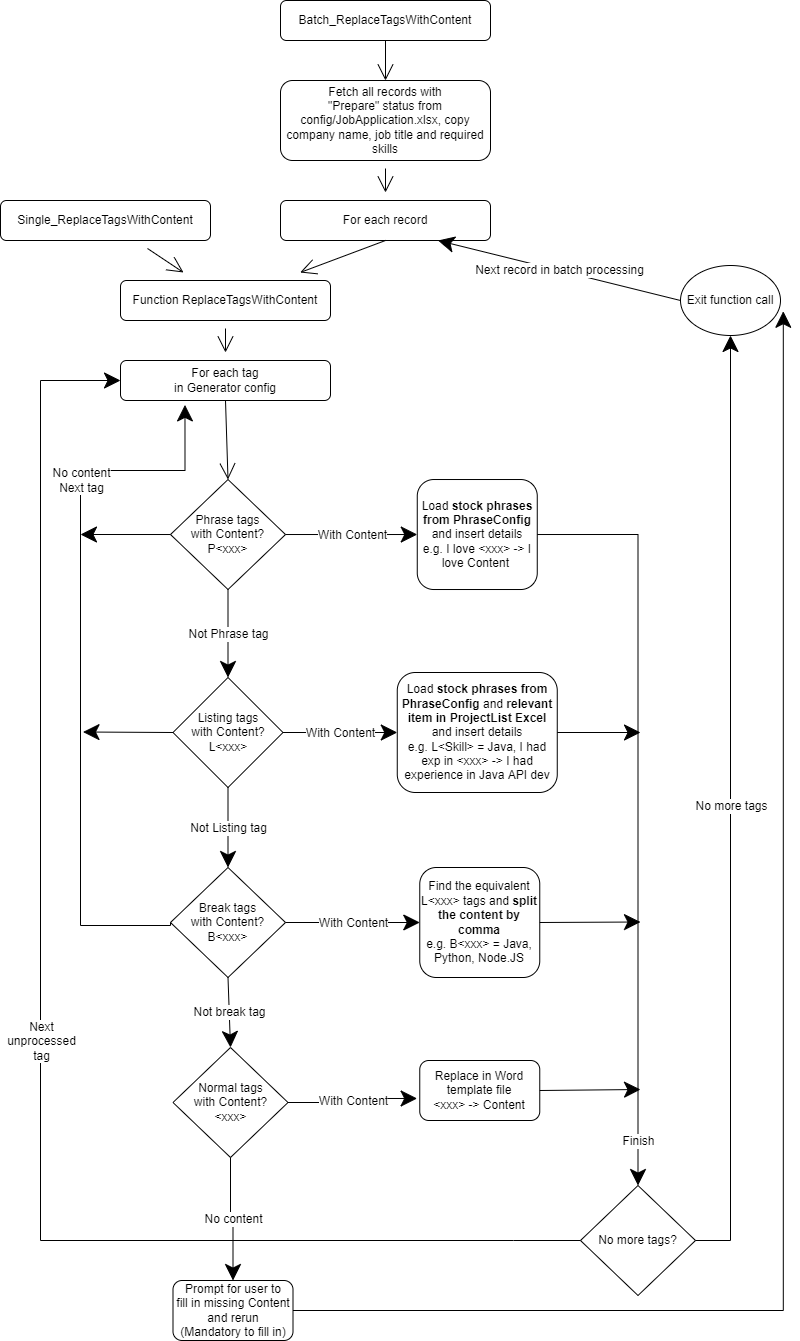 Batch_ReplaceTagsWithContent
Fetch all records with
"Prepare" status from
config/JobApplication.xlsx, copy
company name, job title and required
skills
Single_ReplaceTagsWithContent
For each record
Next record in batch processing
Exit function call
Function ReplaceTagsWithContent
For each tag
in Generator config
No content
Next tag
Phrase tags
with Content?
P<xxx>
With Content
Load stock phrases
from PhraseConfig
and insert details
e.g. I love <xxx> -> I
love Content
Not Phrase tag
Listing tags
with Content?
L<xxx>
With Content
Load stock phrases from
PhraseConfig and relevant
item in ProjectList Excel
and insert details
e.g. L<Skill> = Java, I had
exp in <xxx> -> I had
experience in Java API dev
No more tags
Not Listing tag
Break tags
with Content?
B<xxx>
With Content
Find the equivalent
L<xxx> tags and split
the content by
comma
e.g. B<xxx> = Java,
Python, Node.JS
Not break tag
Next
unprocessed
tag
Normal tags
with Content?
<xxx>
With Content
Replace in Word
template file
<xxx> -> Content
Finish
No content
No more tags?
Prompt for user to
fill in missing Content
and rerun
(Mandatory to fill in)